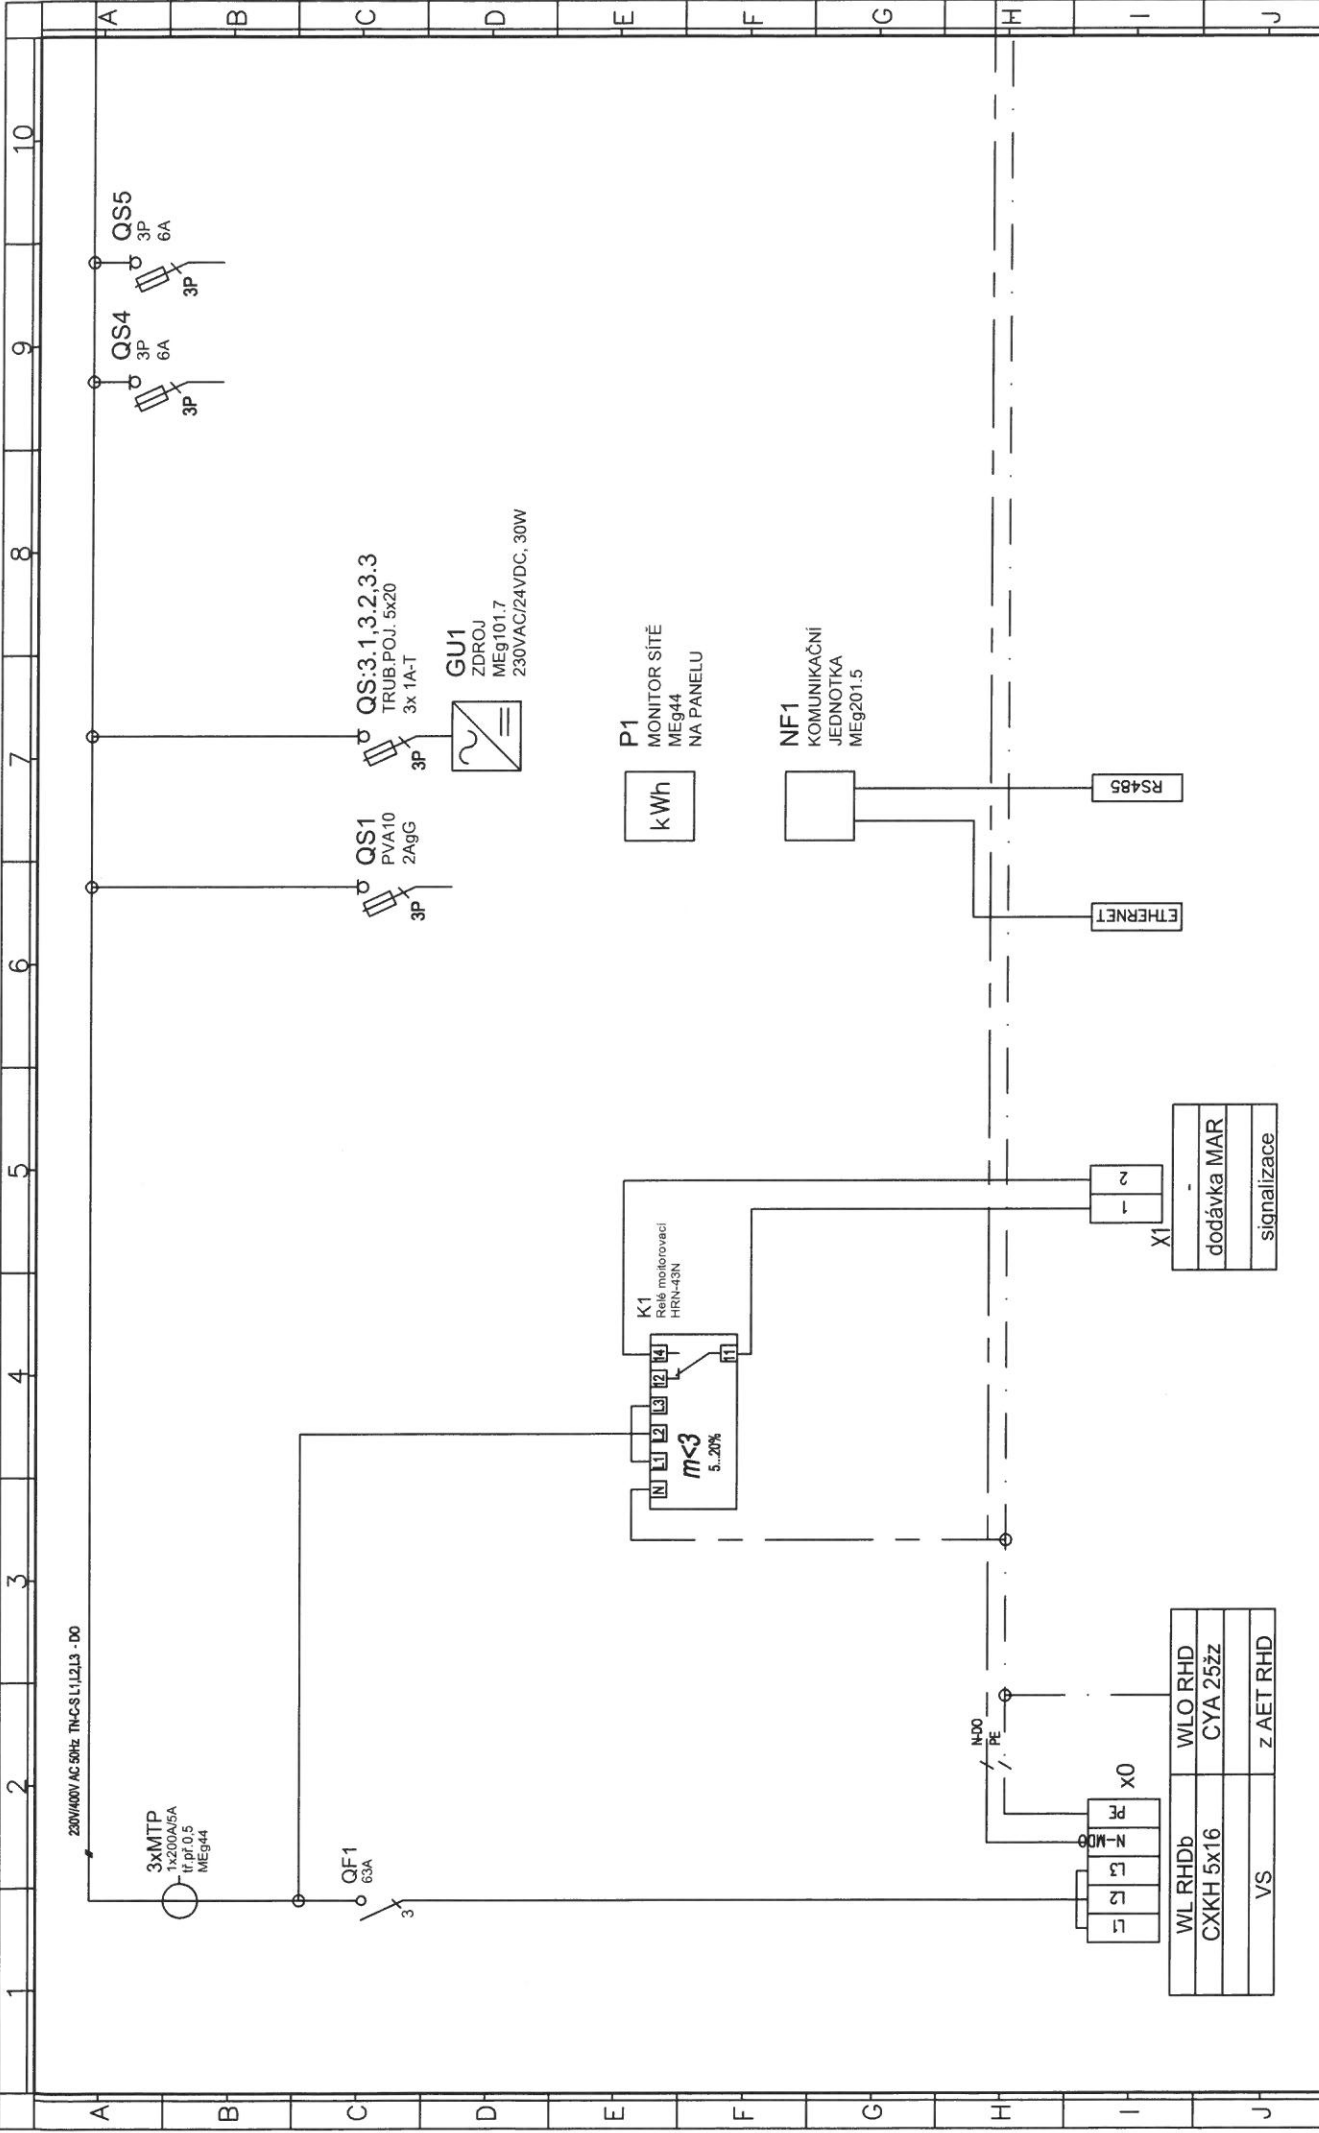 1 2 3 4 5 6 7 8 9 10
A
B
C
D
E
F
G
H
I
J
230V/400V AC 50Hz TN-C-S L1,L2,L3 - DO
3xMTP
1x200A/5A
tř.př.0,5
MEg44
QF1
63A
3
QS1
PVA10
2AgG
3P
QS:3.1,3.2,3.3
TRUB.POJ. 5x20
3x 1A-T
3P
GU1
ZDROJ
MEg101.7
230VAC/24VDC, 30W
QS4
3P
6A
3P
QS5
3P
6A
3P
K1
Relé moitorovací
HRN-43N
N L1 L2 L3 12 14
m<3
5...20%
11
kWh
P1
MONITOR SÍTĚ
MEg44
NA PANELU
NF1
KOMUNIKAČNÍ
JEDNOTKA
MEg201.5
N-DO
PE
L1 L2 L3 N-MDO PE
x0
WL RHDb
CXKH 5x16
VS
WLO RHD
CYA 25žz
z AET RHD
1 2
X1
-
dodávka MAR
signalizace
ETHERNET
RS485
A
B
C
D
E
F
G
H
I
J